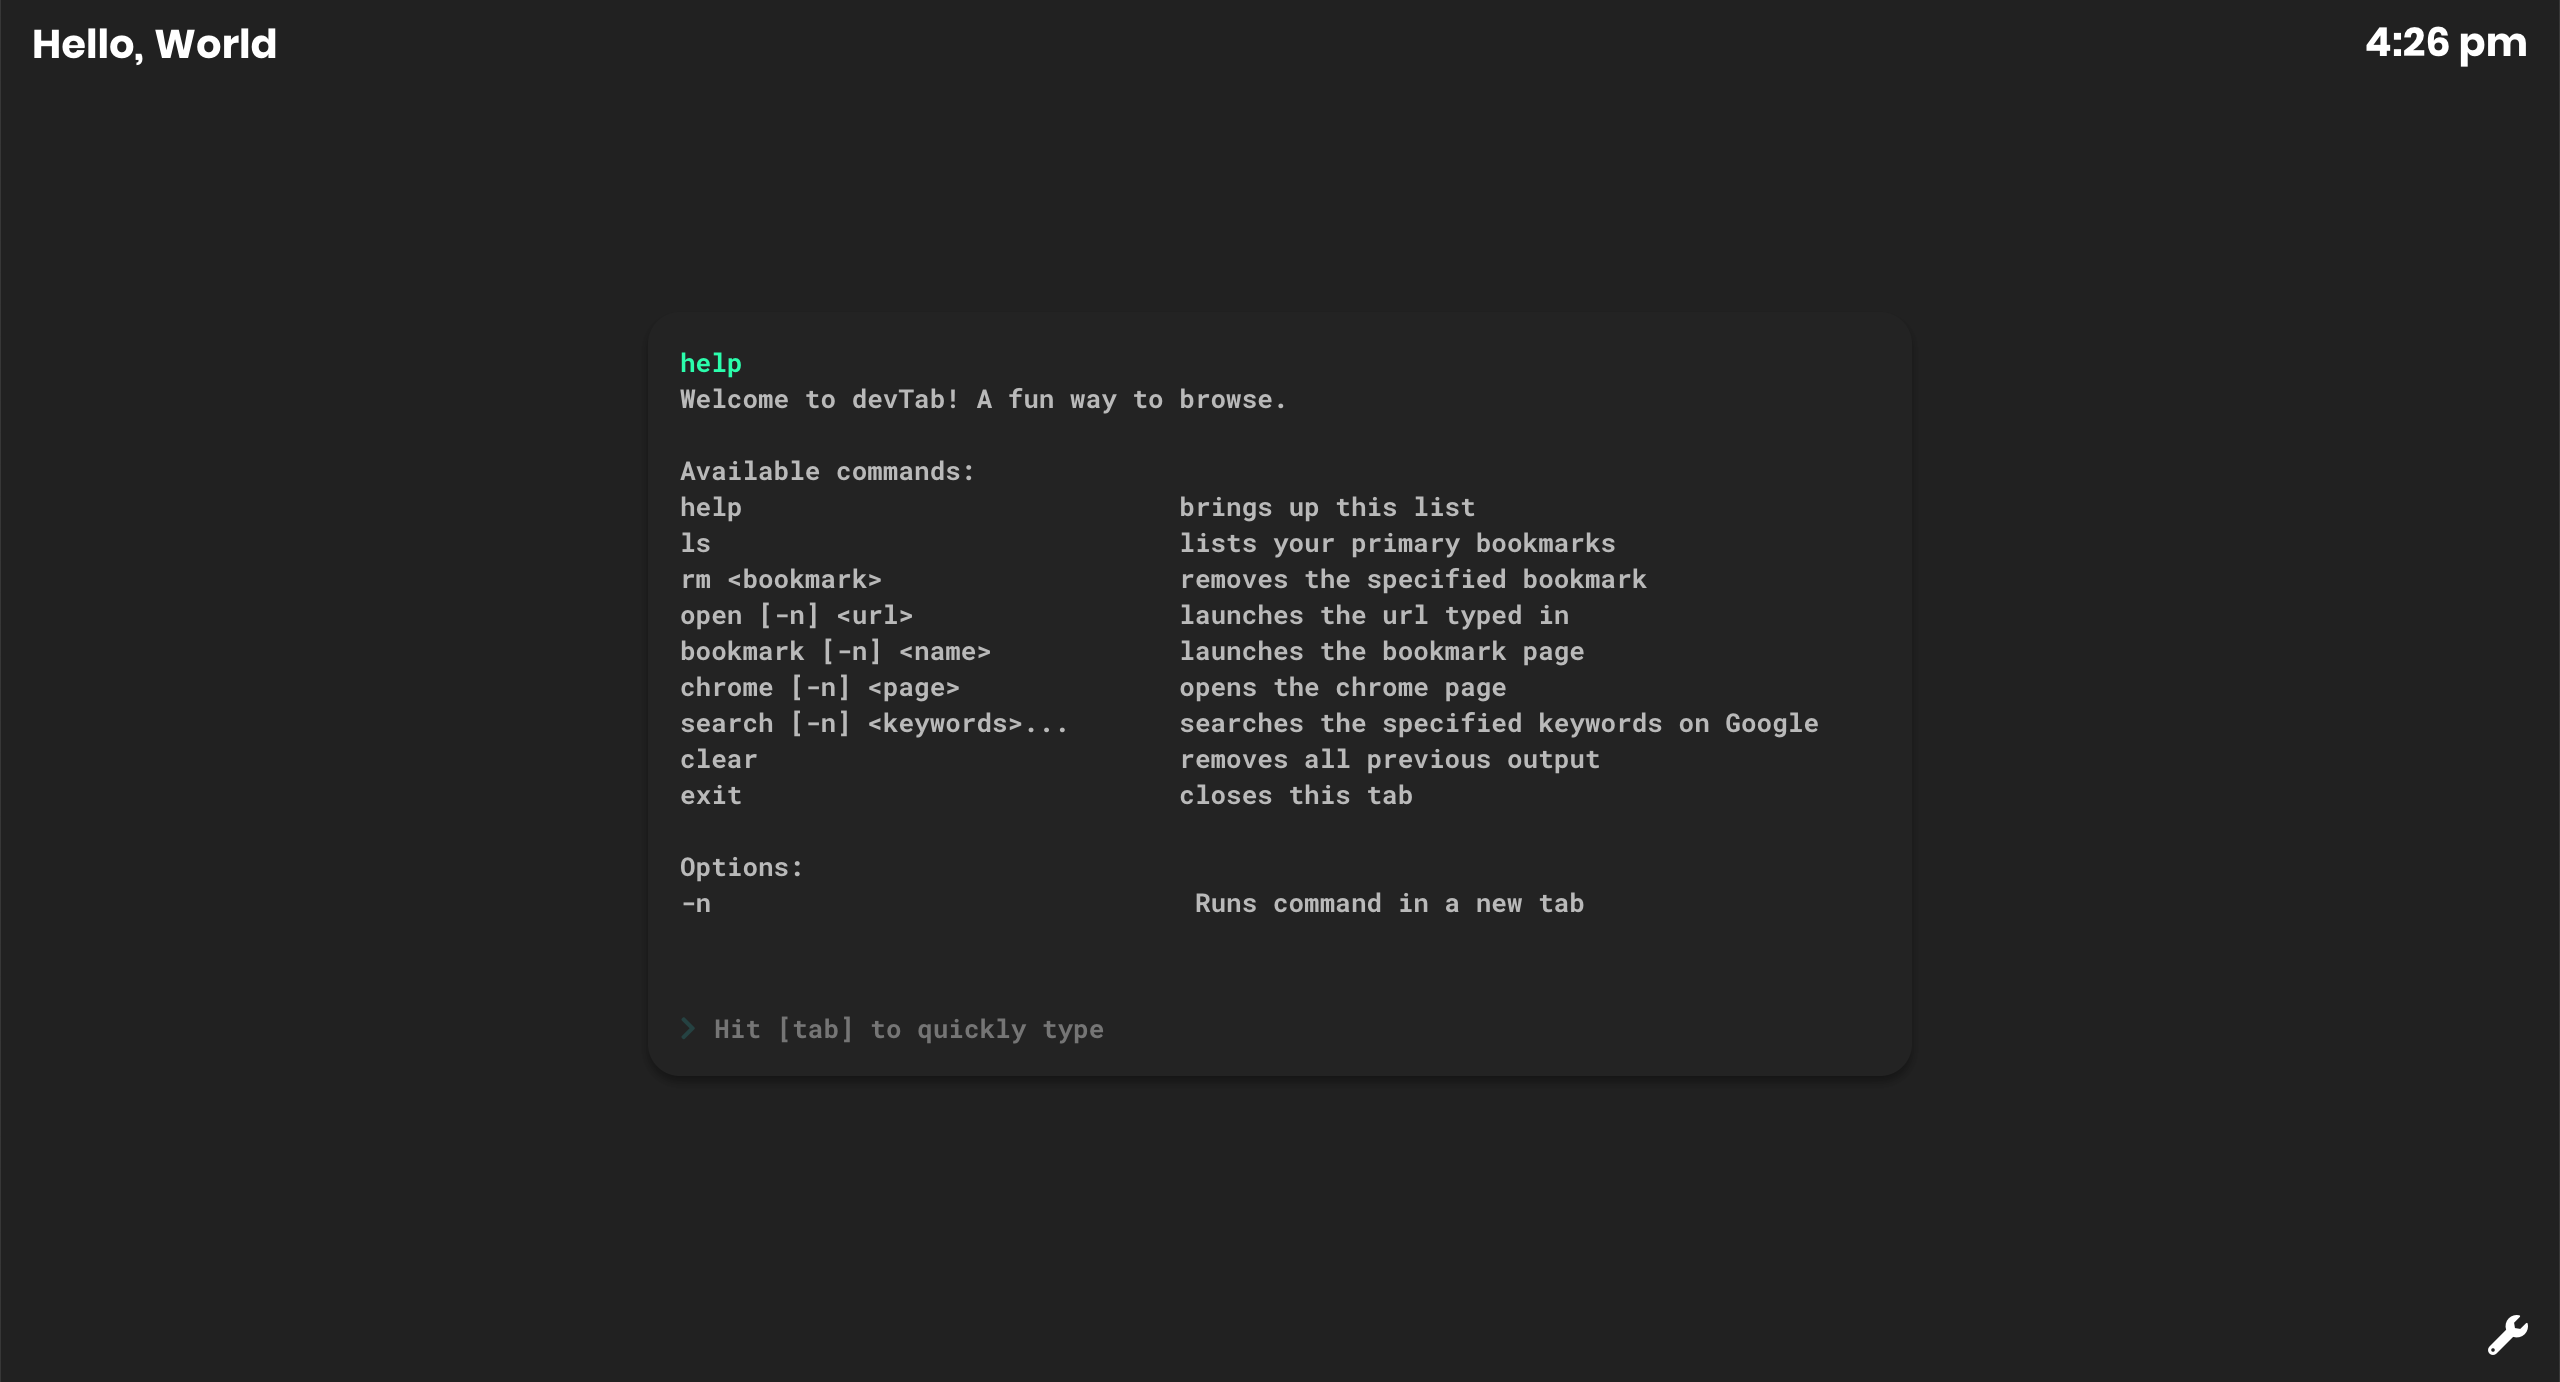 Hello, World
4:26 pm
help
Welcome to devTab! A fun way to browse.
Available commands:
help brings up this list
ls lists your primary bookmarks
rm <bookmark> removes the specified bookmark
open [-n] <url> launches the url typed in
bookmark [-n] <name> launches the bookmark page
chrome [-n] <page> opens the chrome page
search [-n] <keywords>... searches the specified keywords on Google
clear removes all previous output
exit closes this tab
Options:
-n Runs command in a new tab
Hit [tab] to quickly type